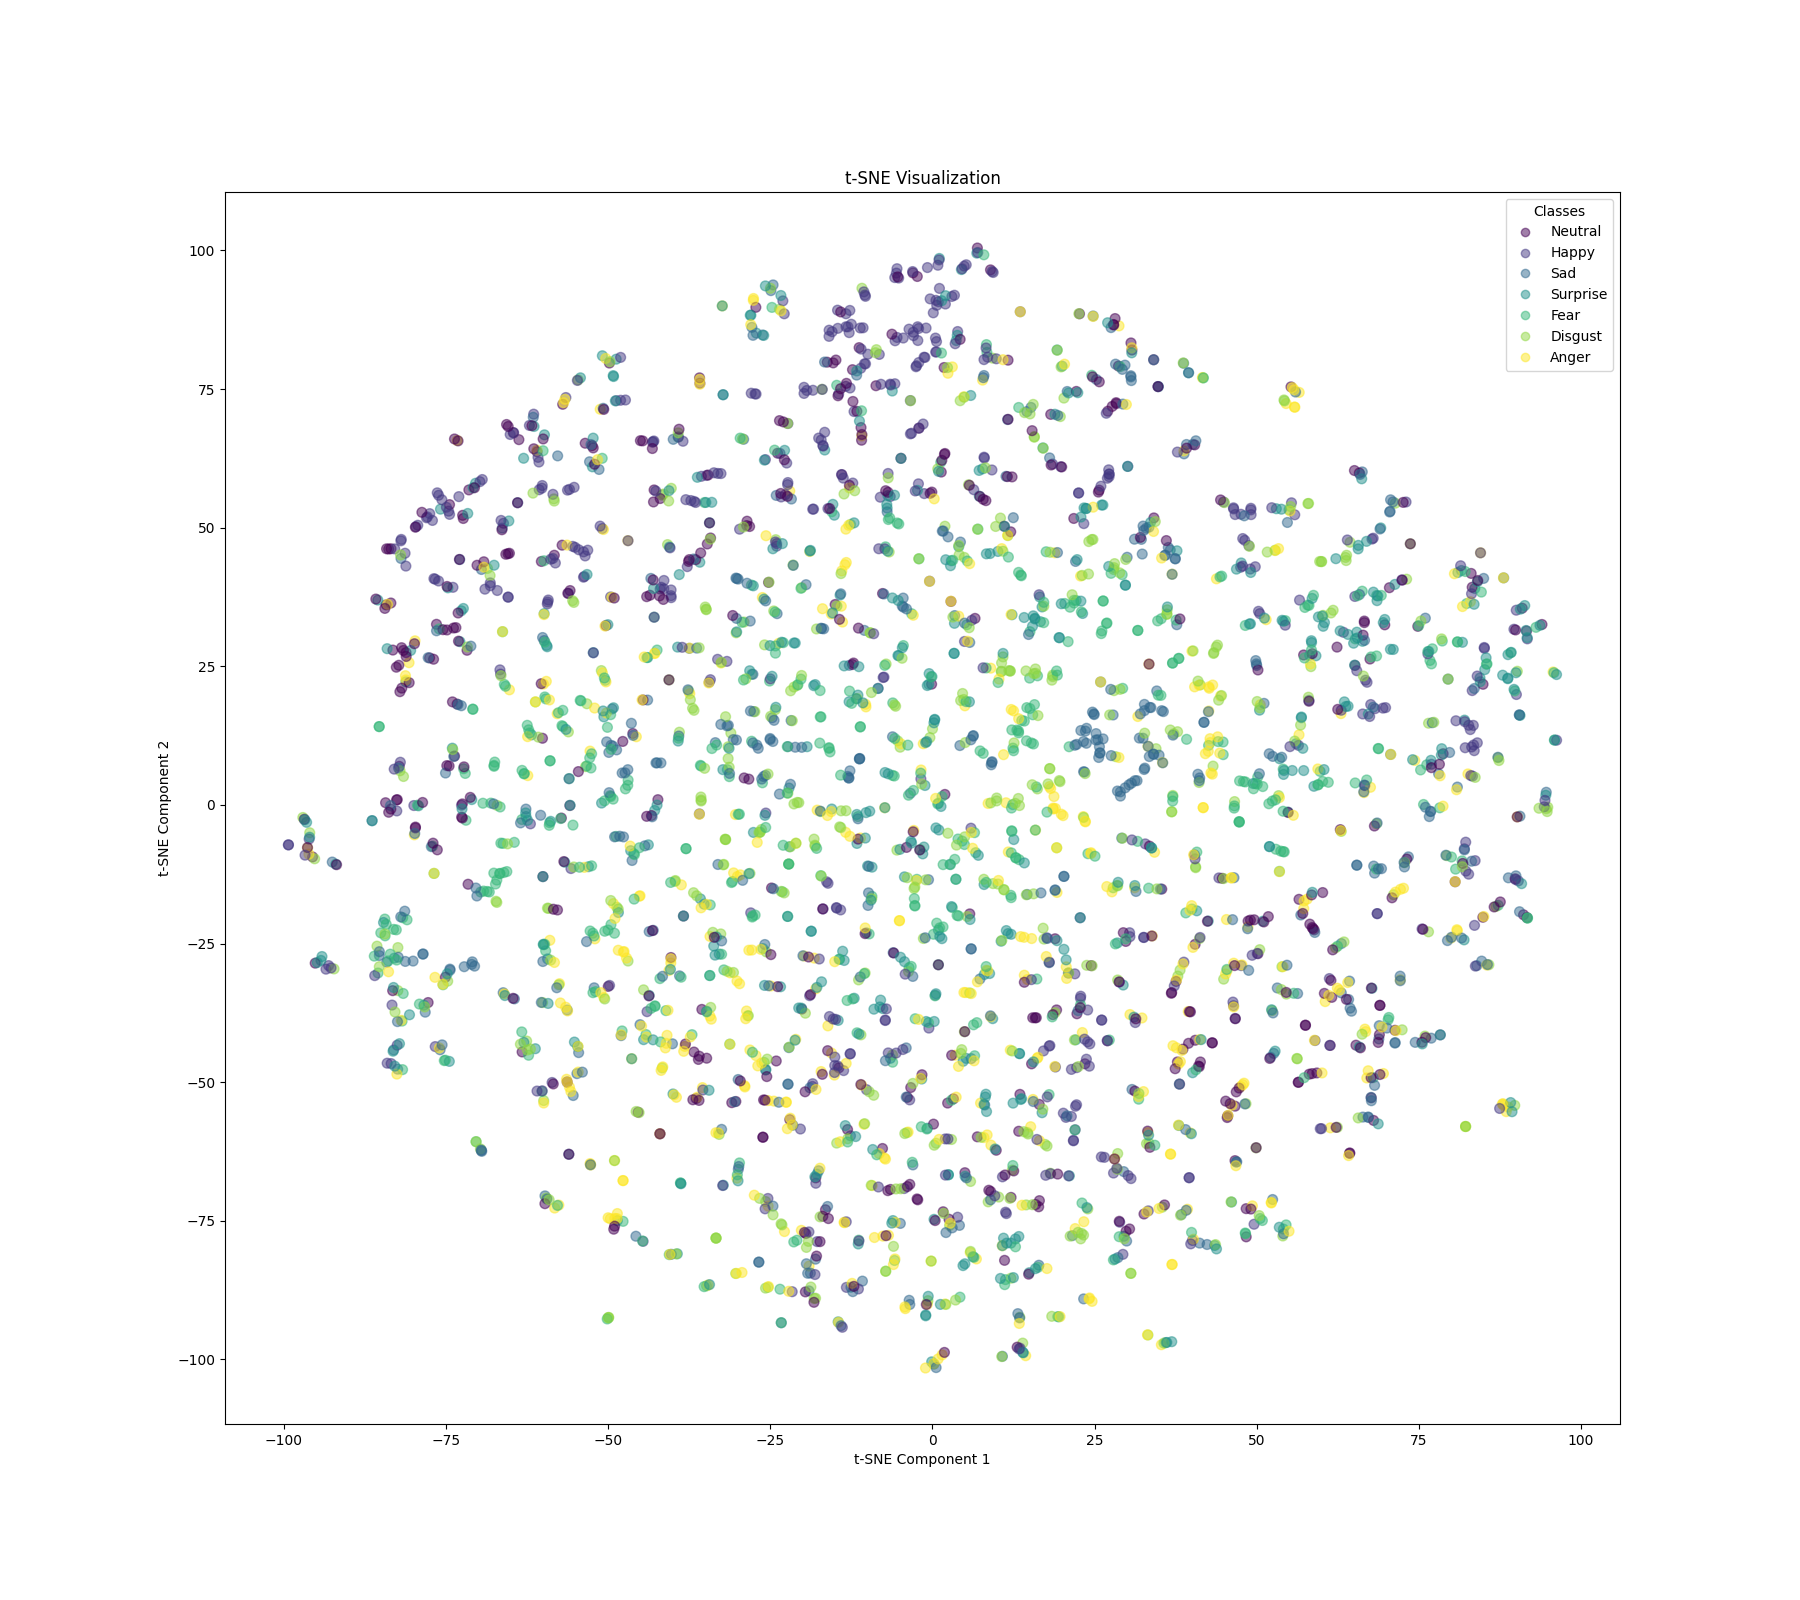 t-SNE Visualization
Classes
Neutral
Happy
Sad
Surprise
Fear
Disgust
Anger
100
75
50
25
0
−25
−50
−75
−100
t-SNE Component 2
−100 −75 −50 −25 0 25 50 75 100
t-SNE Component 1